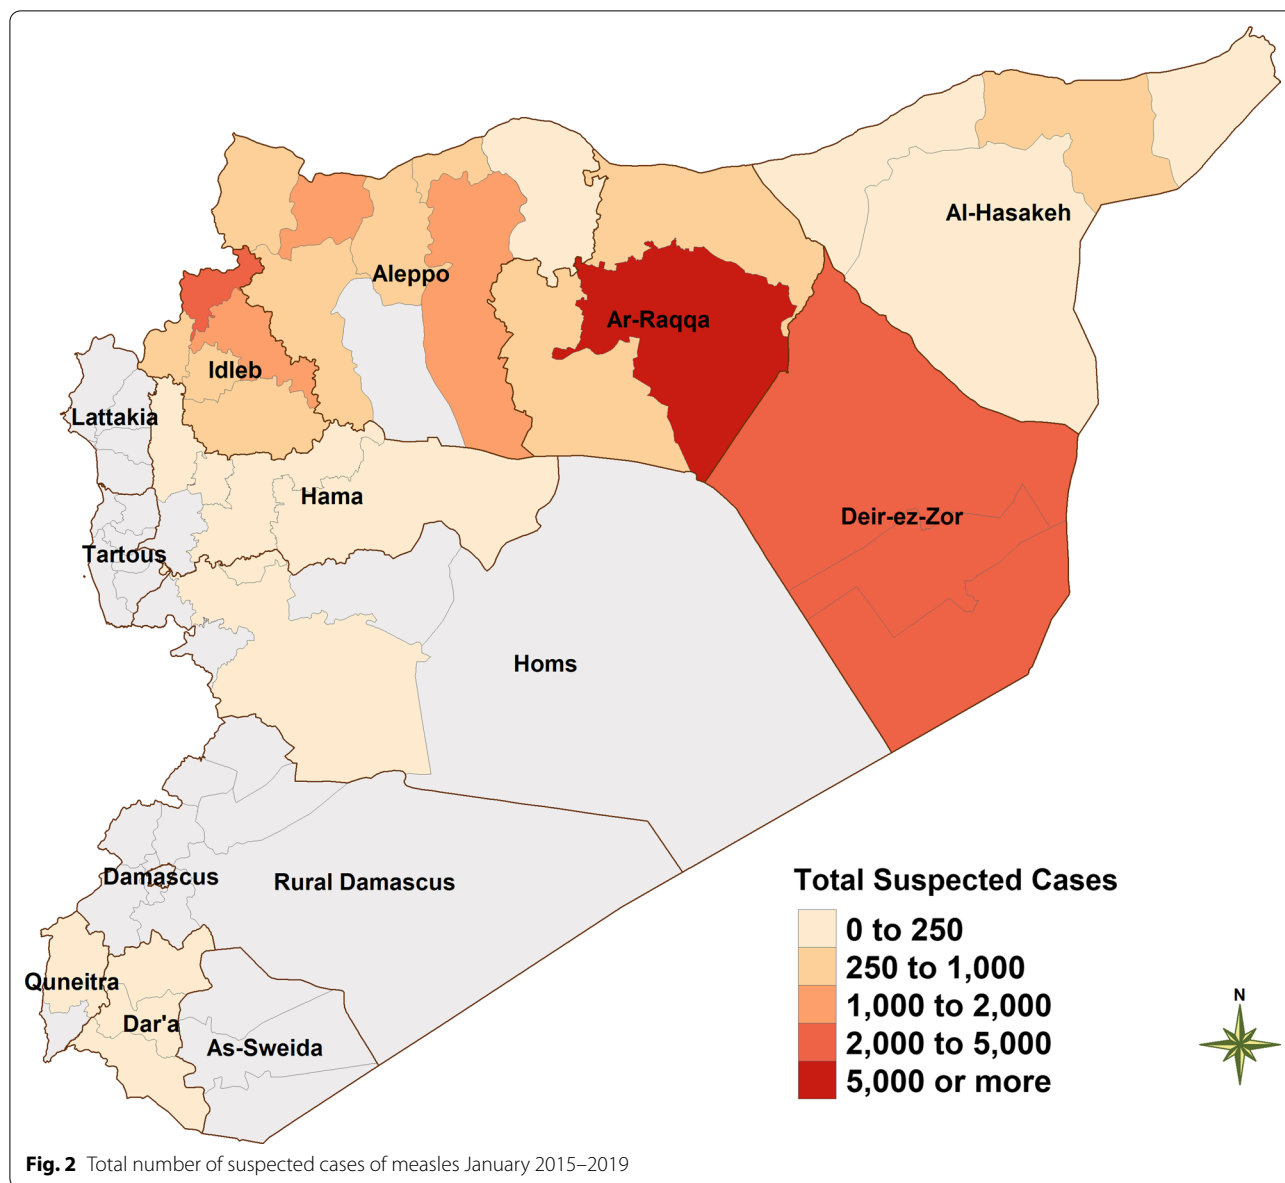 Al-Hasakeh
Aleppo
Ar-Raqqa
Idleb
Lattakia
Hama
Deir-ez-Zor
Tartous
Homs
Damascus
Rural Damascus
Quneitra
Dar'a
As-Sweida
Total Suspected Cases
0 to 250
250 to 1,000
1,000 to 2,000
2,000 to 5,000
5,000 or more
N
Fig. 2 Total number of suspected cases of measles January 2015–2019